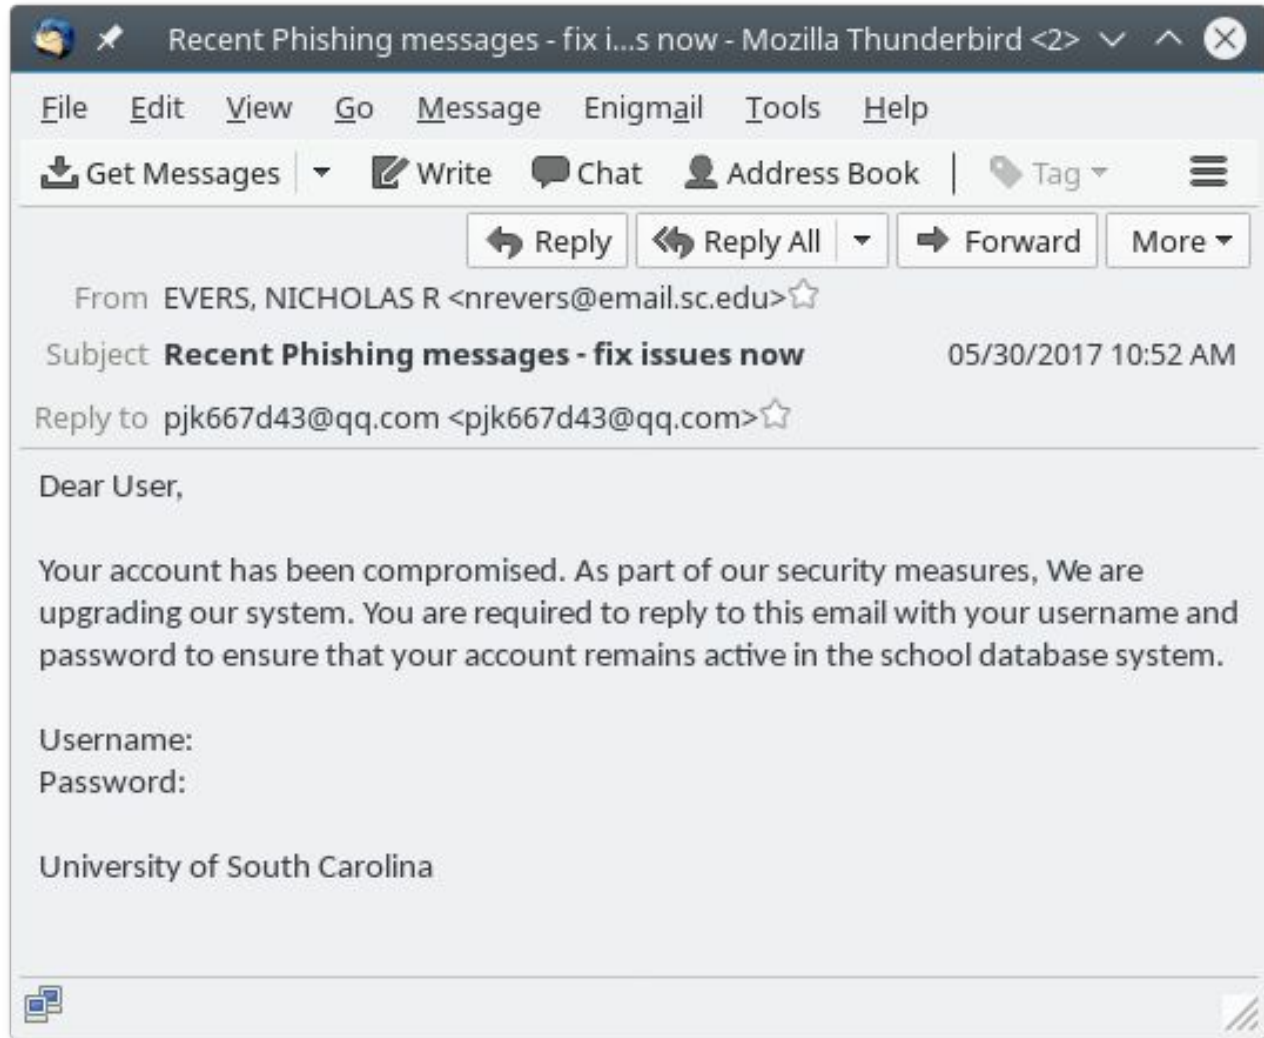 Recent Phishing messages - fix i...s now - Mozilla Thunderbird <2>
File Edit View Go Message Enigmail Tools Help
Get Messages Write Chat Address Book Tag
Reply Reply All Forward More
From EVERS, NICHOLAS R <nrevers@email.sc.edu>
Subject Recent Phishing messages - fix issues now 05/30/2017 10:52 AM
Reply to pjk667d43@qq.com <pjk667d43@qq.com>
Dear User,
Your account has been compromised. As part of our security measures, We are
upgrading our system. You are required to reply to this email with your username and
password to ensure that your account remains active in the school database system.
Username:
Password:
University of South Carolina